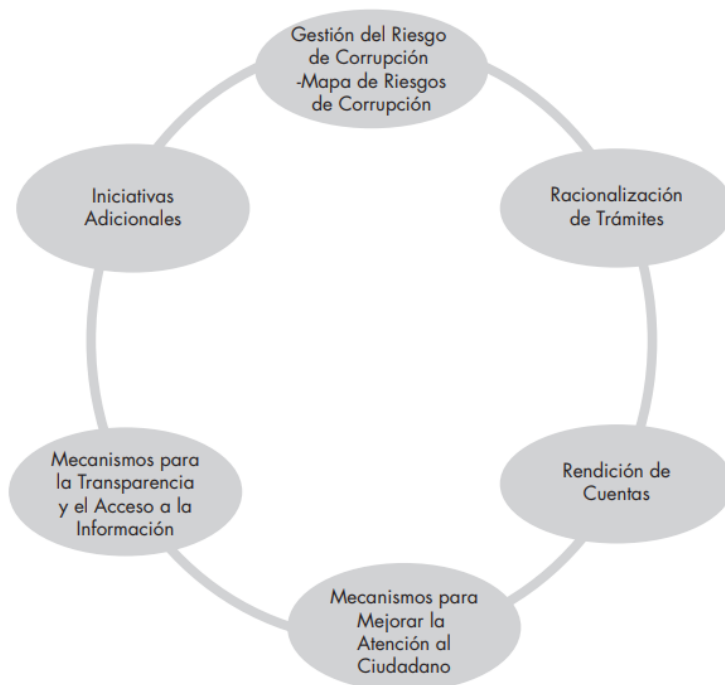 Gestión del Riesgo
de Corrupción
-Mapa de Riesgos
de Corrupción
Racionalización
de Trámites
Rendición de
Cuentas
Mecanismos para
Mejorar la
Atención al
Ciudadano
Mecanismos para
la Transparencia
y el Acceso a la
Información
Iniciativas
Adicionales